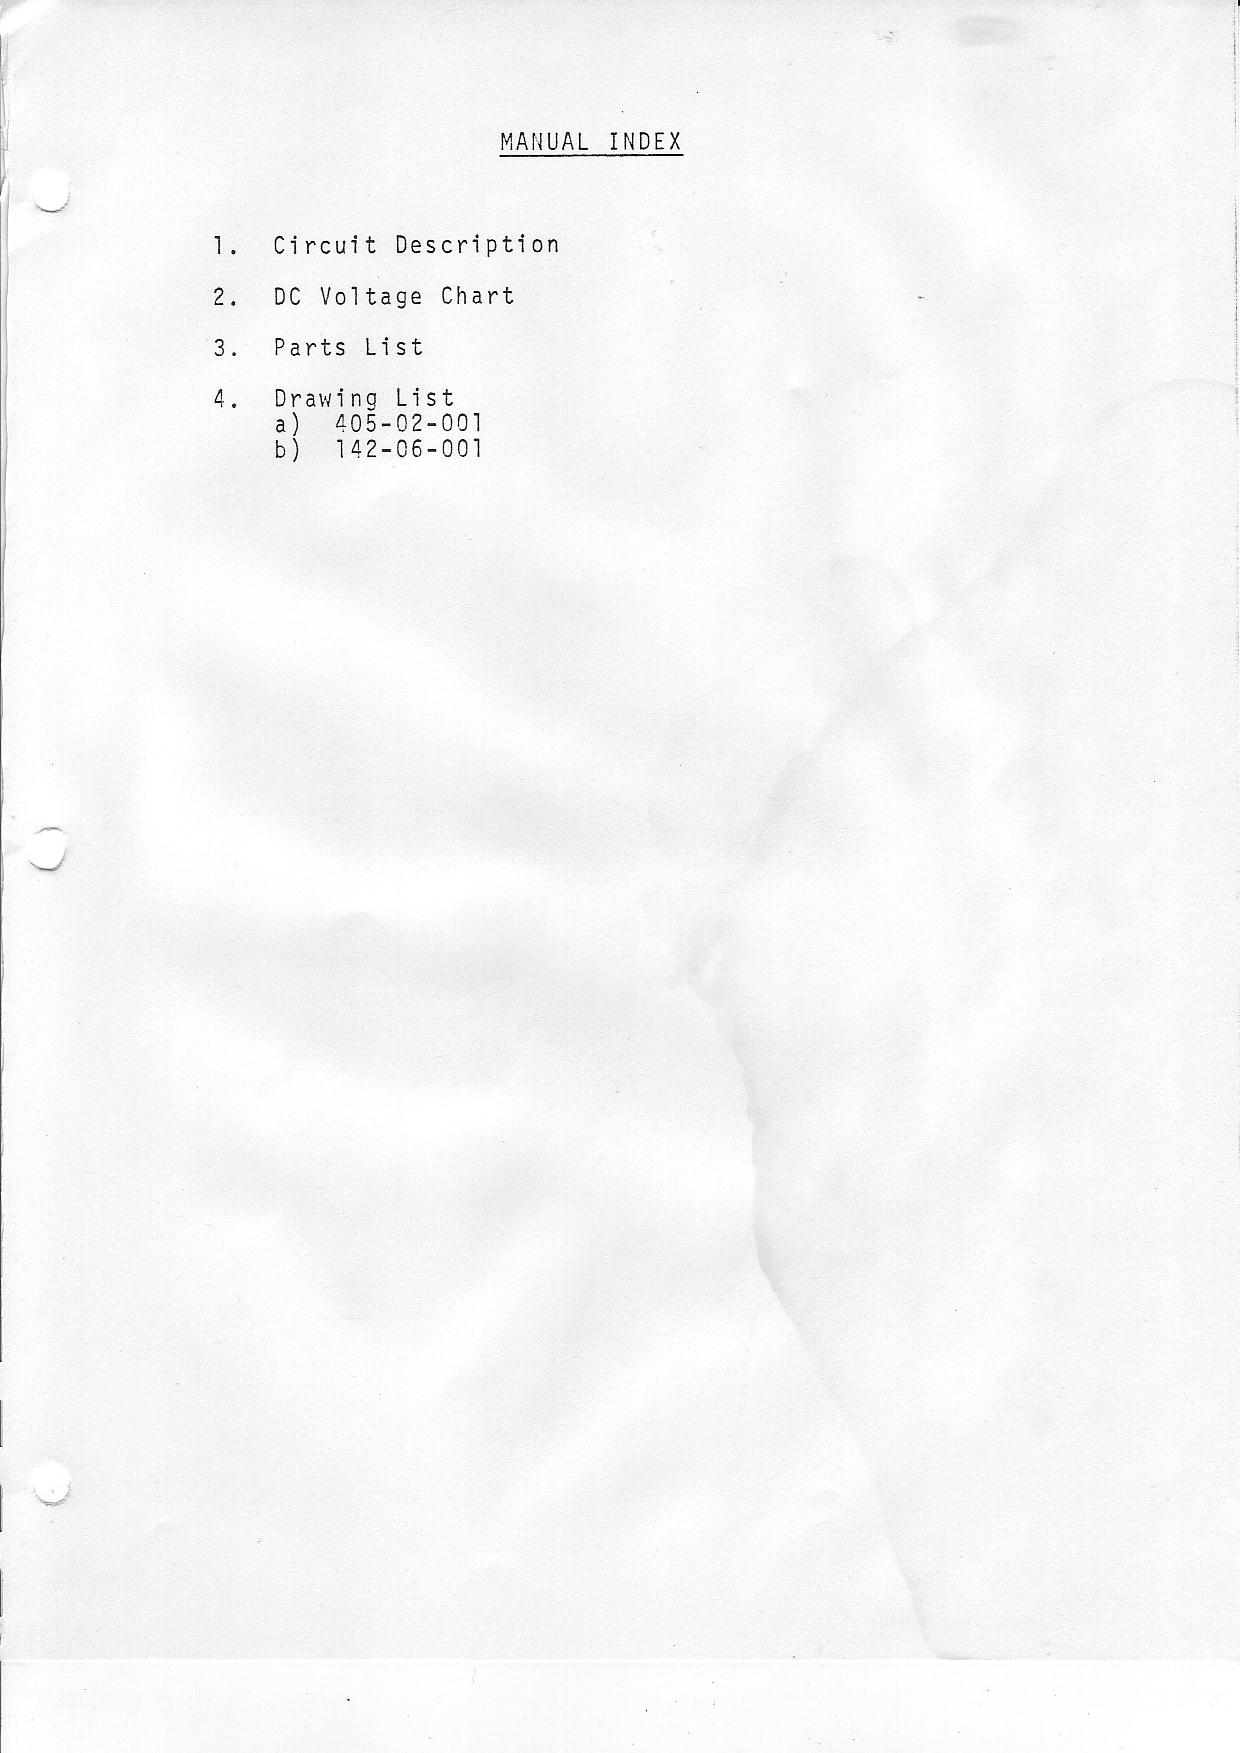 MANUAL INDEX
1. Circuit Description
2. DC Voltage Chart
3. Parts List
4. Drawing List
a) 405-02-001
b) 142-06-001